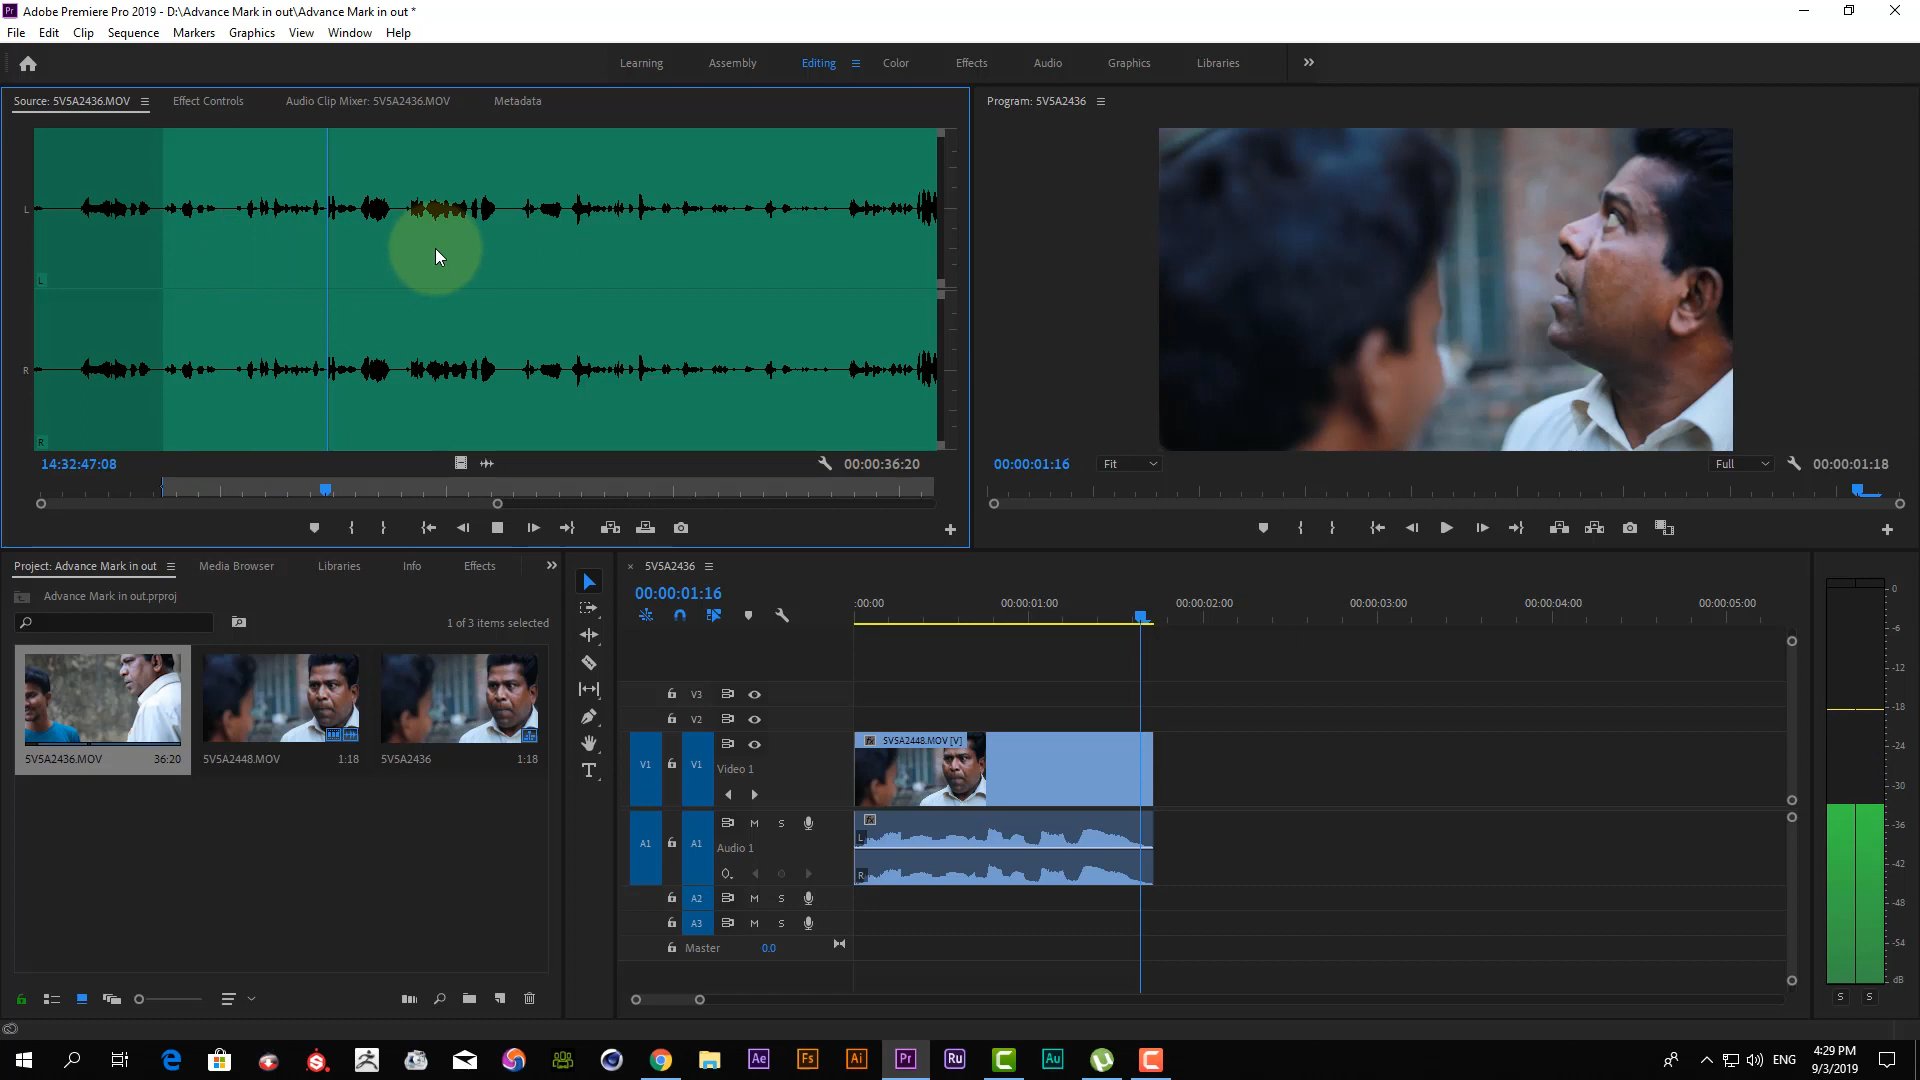 Adobe Premiere Pro 2019 - D:\Advance Mark in out\Advance Mark in out *
File Edit Clip Sequence Markers Graphics View Window Help
Learning Assembly Editing Color Effects Audio Graphics Libraries
Source: 5V5A2436.MOV Effect Controls Audio Clip Mixer: 5V5A2436.MOV Metadata
Program: 5V5A2436
L
L
R
R
14:32:47:08 00:00:36:20
00:00:01:16 Fit Full 00:00:01:18
Project: Advance Mark in out Media Browser Libraries Info Effects
Advance Mark in out.prproj
1 of 3 items selected
5V5A2436.MOV 36:20
5V5A2448.MOV 1:18
5V5A2436 1:18
5V5A2436
00:00:01:16
:00:00 00:00:01:00 00:00:02:00 00:00:03:00 00:00:04:00 00:00:05:00
V3
V2
V1 V1 Video 1
5V5A2448.MOV [V]
A1 A1 M S Audio 1
L
R
A2 M S
A3 M S
Master 0.0
0
-6
-12
-18
-24
-30
-36
-42
-48
-54
dB
S S
Ae Fs Ai Pr Ru Au
ENG
4:29 PM
9/3/2019